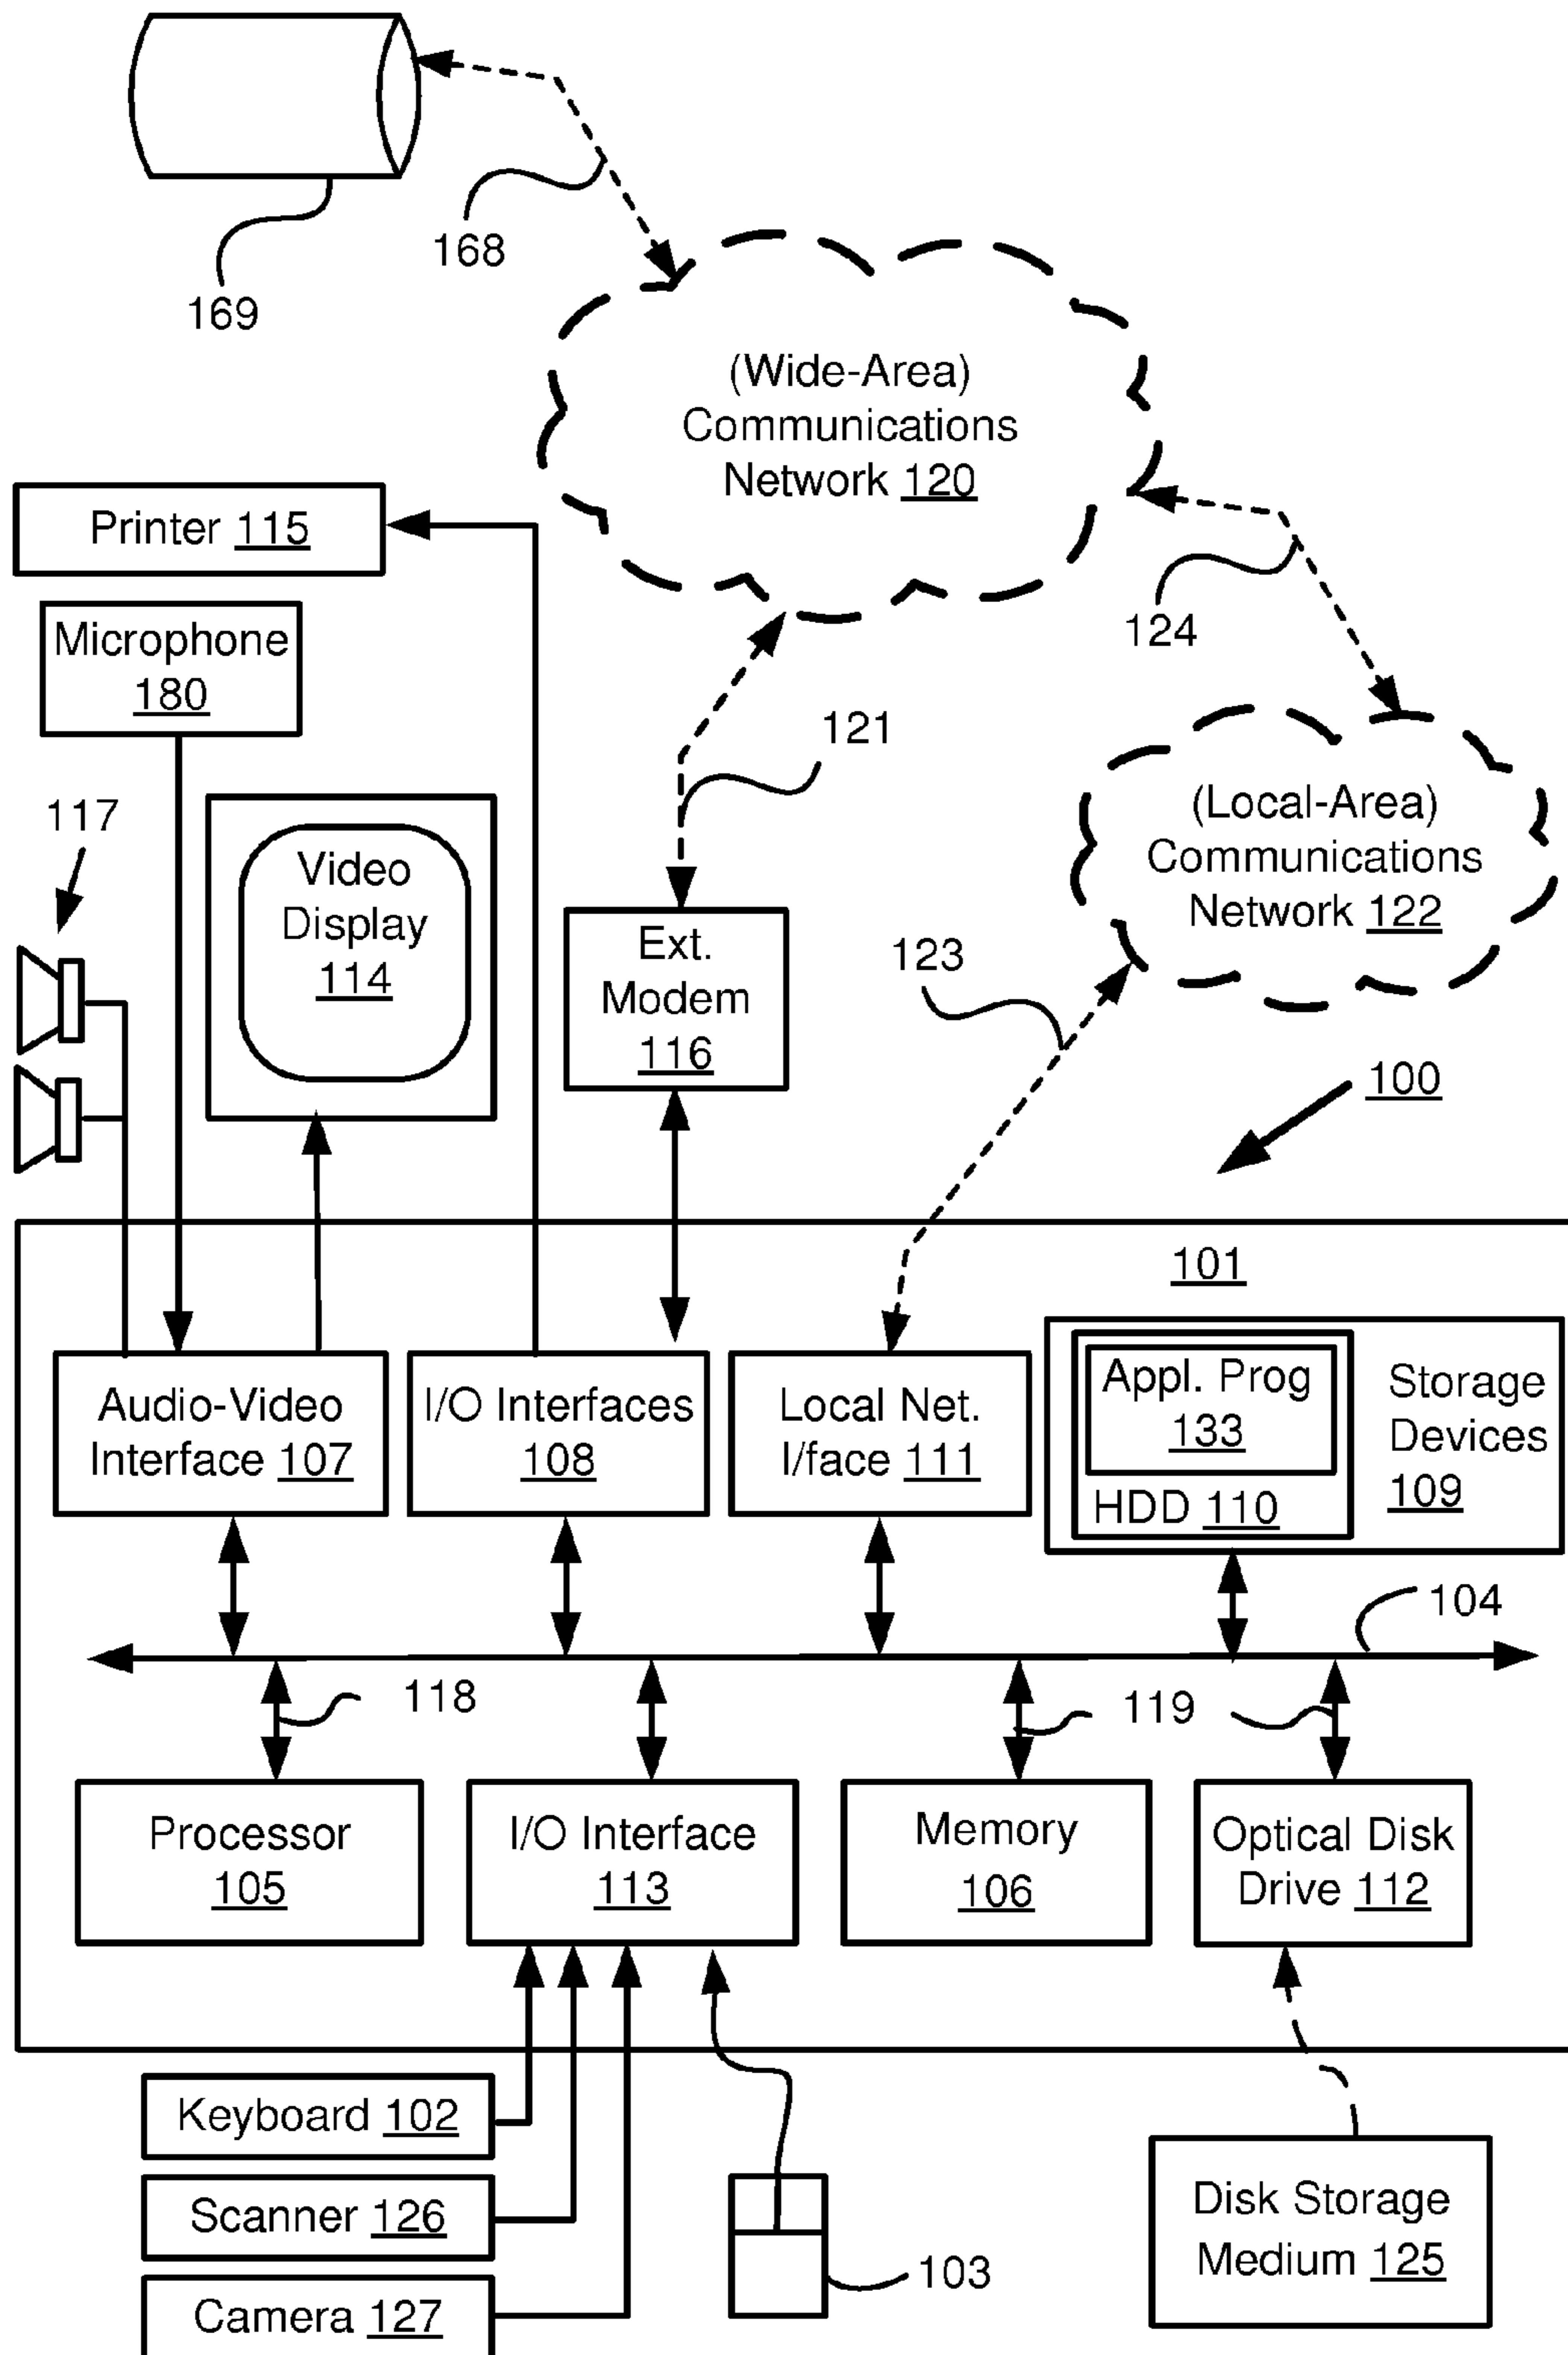 168
169
(Wide-Area)
Communications
Network 120
Printer 115
124
Microphone
180
121
117
(Local-Area)
Communications
Network 122
Video
Display
114
Ext.
Modem
116
123
100
101
Audio-Video
Interface 107
I/O Interfaces
108
Local Net.
I/face 111
Appl. Prog
133
HDD 110
Storage
Devices
109
104
118
119
Processor
105
I/O Interface
113
Memory
106
Optical Disk
Drive 112
Keyboard 102
Scanner 126
Camera 127
103
Disk Storage
Medium 125